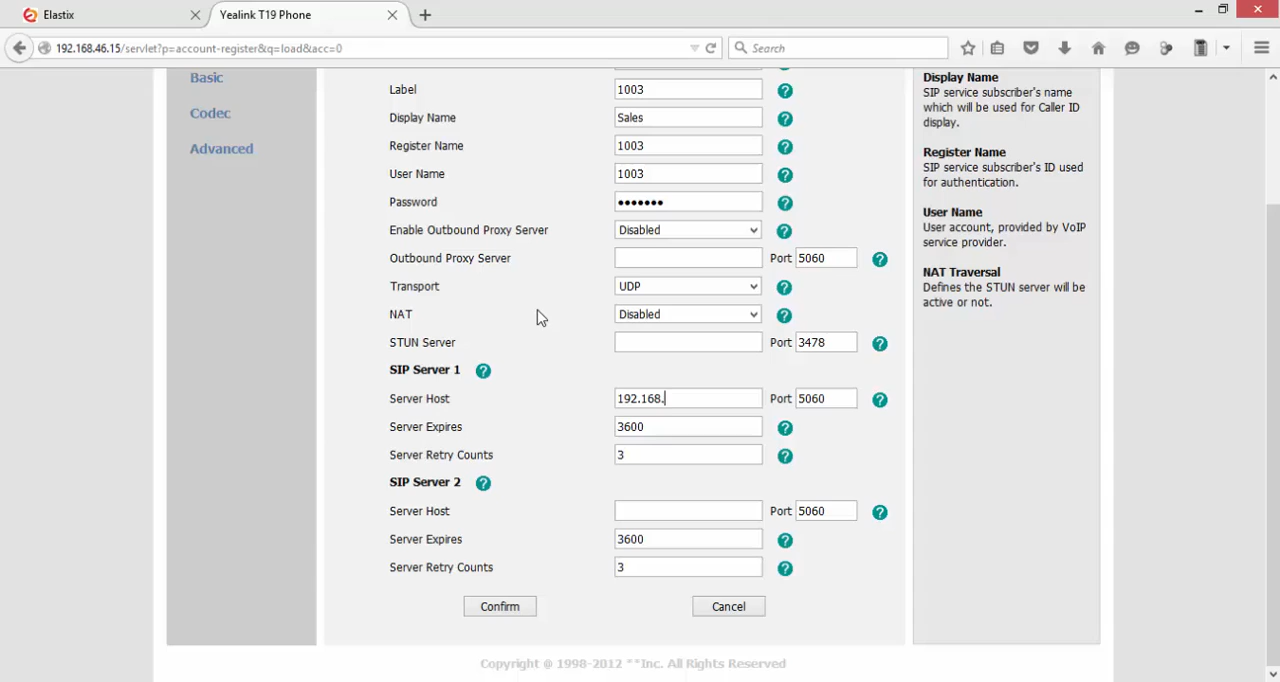 Elastix
Yealink T19 Phone
192.168.46.15/servlet?p=account-register&q=load&acc=0
Search
Basic
Codec
Advanced
Label 1003
Display Name Sales
Register Name 1003
User Name 1003
Password •••••••
Enable Outbound Proxy Server Disabled
Outbound Proxy Server Port 5060
Transport UDP
NAT Disabled
STUN Server Port 3478
SIP Server 1
Server Host 192.168. Port 5060
Server Expires 3600
Server Retry Counts 3
SIP Server 2
Server Host Port 5060
Server Expires 3600
Server Retry Counts 3
Confirm Cancel
Display Name
SIP service subscriber's name
which will be used for Caller ID
display.
Register Name
SIP service subscriber's ID used
for authentication.
User Name
User account, provided by VoIP
service provider.
NAT Traversal
Defines the STUN server will be
active or not.
Copyright @ 1998-2012 **Inc. All Rights Reserved